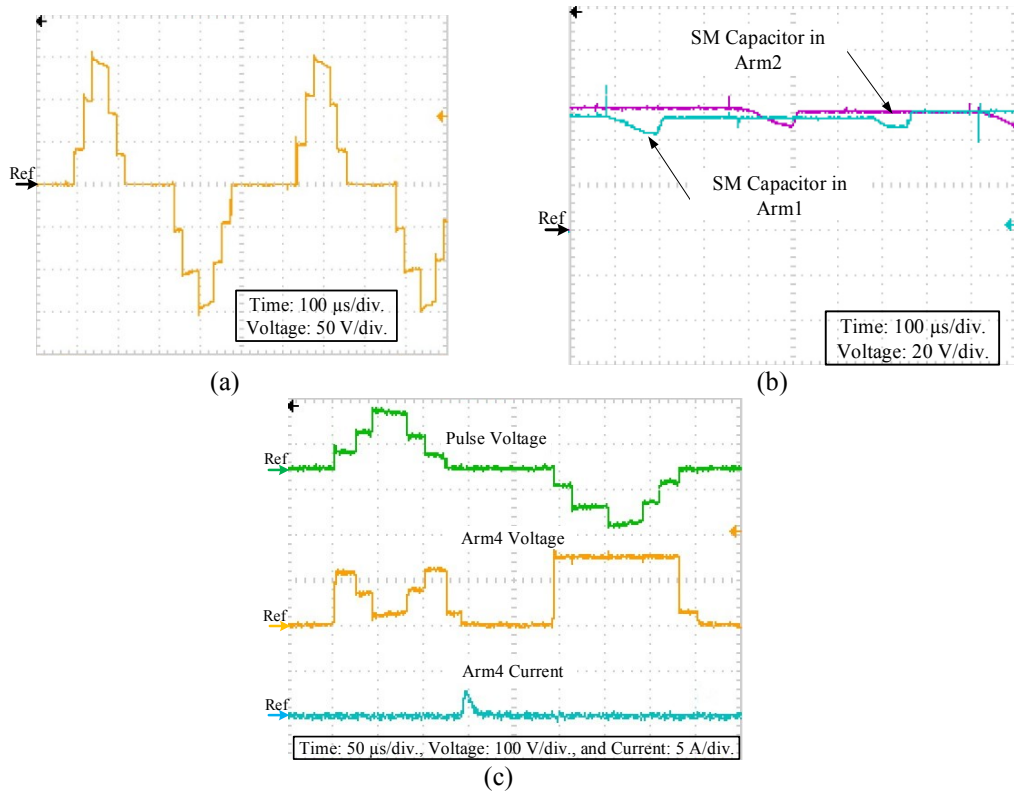 Ref
Time: 100 µs/div.
Voltage: 50 V/div.
(a)
SM Capacitor in
Arm2
SM Capacitor in
Arm1
Ref
Time: 100 µs/div.
Voltage: 20 V/div.
(b)
Pulse Voltage
Ref
Arm4 Voltage
Ref
Arm4 Current
Ref
Time: 50 µs/div., Voltage: 100 V/div., and Current: 5 A/div.
(c)